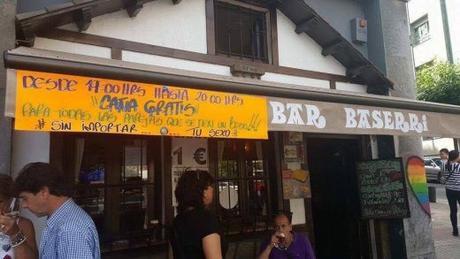 DESDE 17:00 HRS HASTA 20:00 HRS
¡¡CAÑA GRATIS
PARA TODAS LAS PAREJAS QUE SE DEN UN BESO!!
# SIN IMPORTAR... TU SEXO
BAR BASERRI
1 €